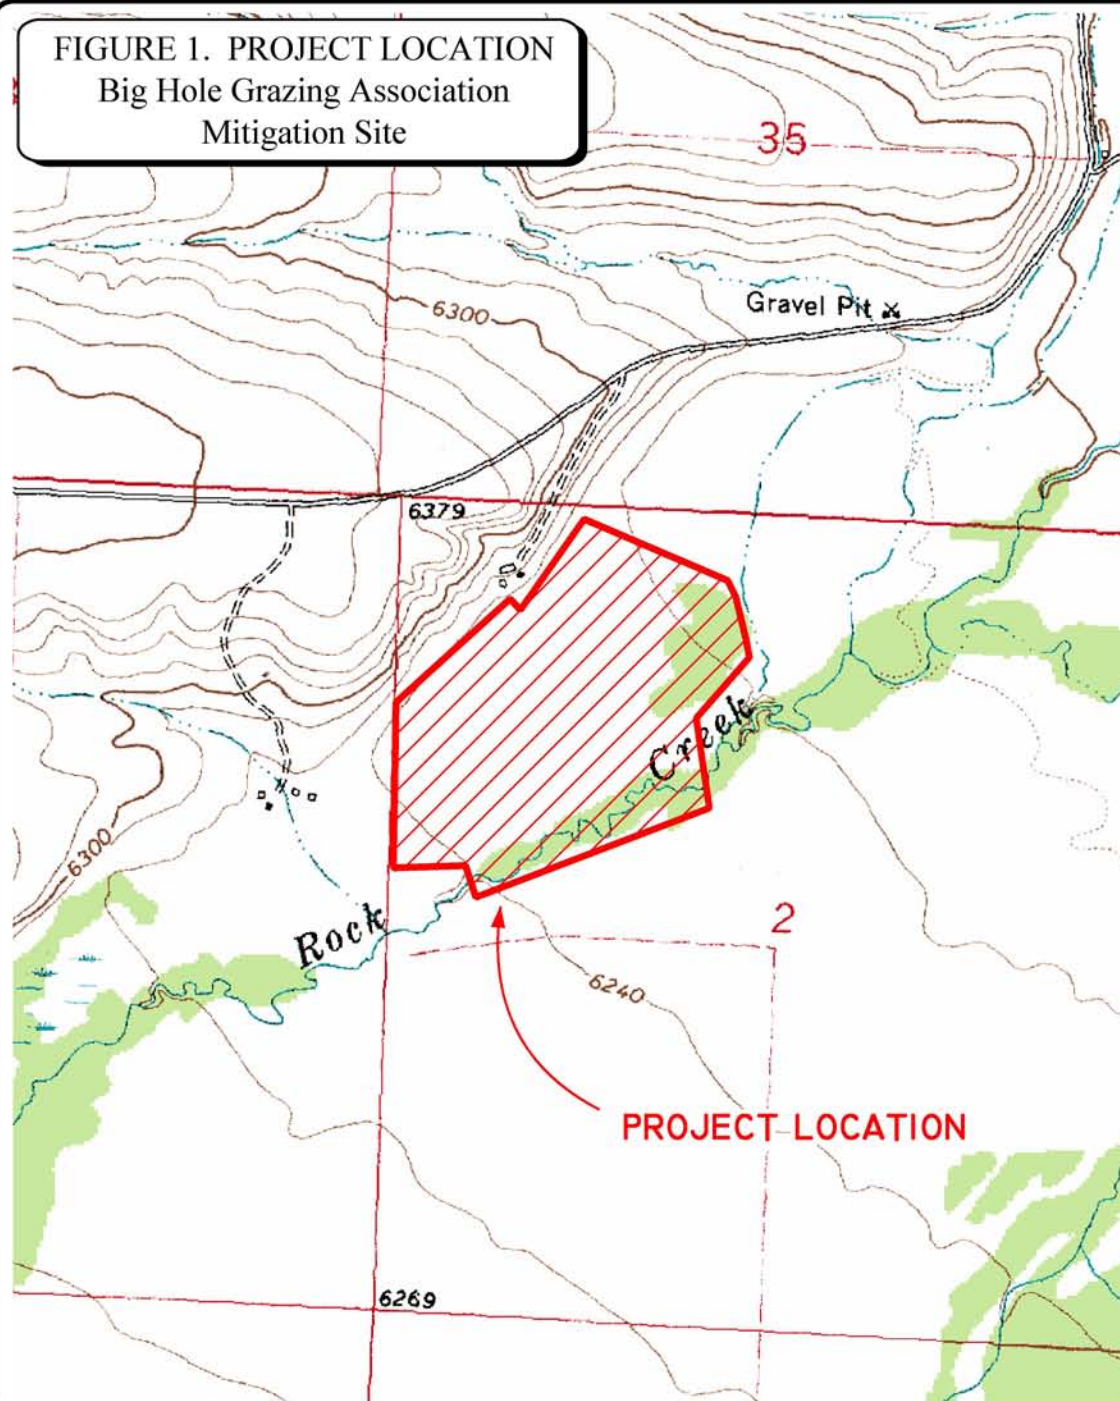 FIGURE 1. PROJECT LOCATION
Big Hole Grazing Association
Mitigation Site
35
6300
Gravel Pit
6379
Creek
6300
Rock
2
6240
PROJECT LOCATION
6269